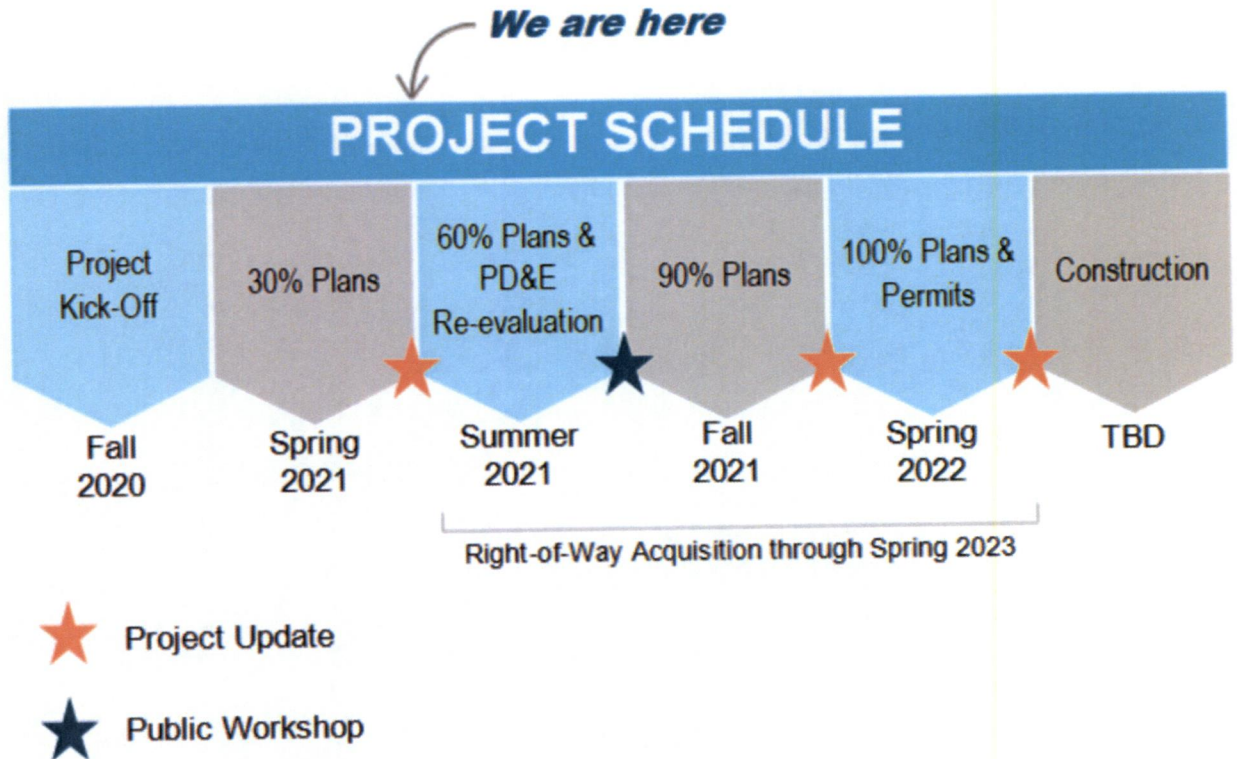 We are here
PROJECT SCHEDULE
Project
Kick-Off
30% Plans
60% Plans &
PD&E
Re-evaluation
90% Plans
100% Plans &
Permits
Construction
Fall
2020
Spring
2021
Summer
2021
Fall
2021
Spring
2022
TBD
Right-of-Way Acquisition through Spring 2023
Project Update
Public Workshop